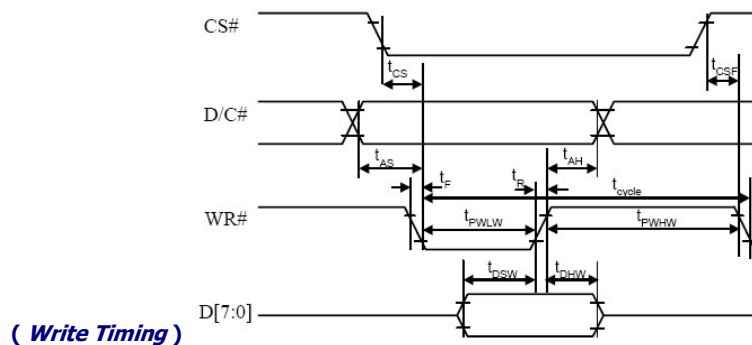 CS#
tCS
tCSF
D/C#
tAS
tAH
tF
tR
tcycle
WR#
tPWLW
tPWHW
tDSW
tDHW
D[7:0]
( Write Timing )